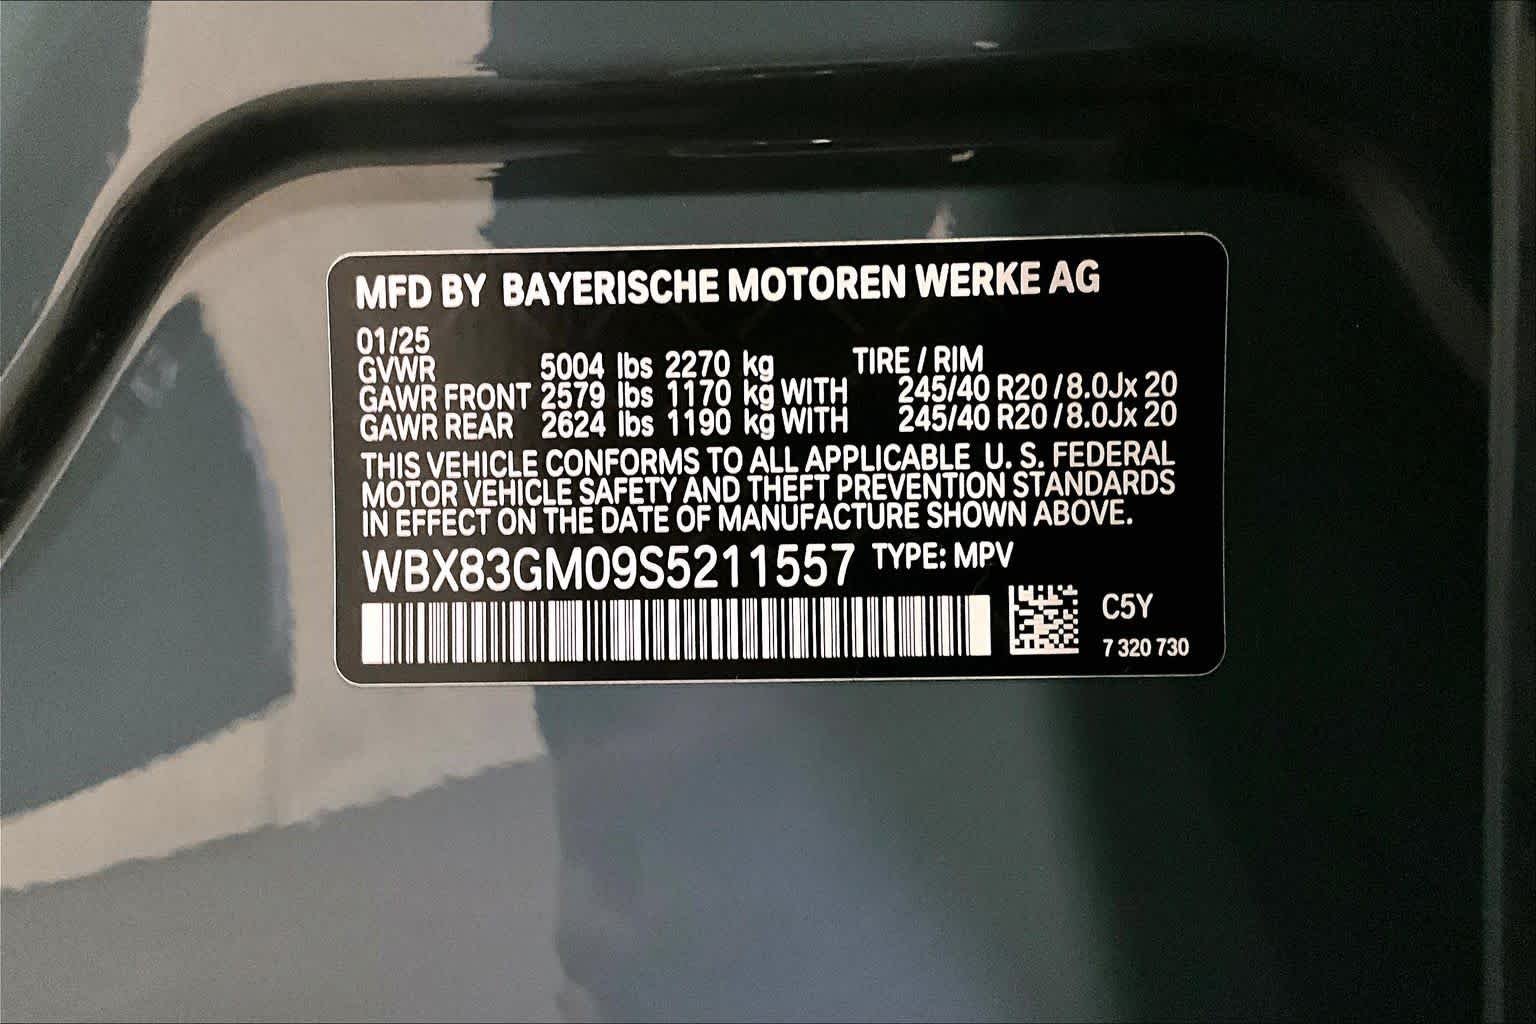 MFD BY BAYERISCHE MOTOREN WERKE AG
01/25
GVWR 5004 lbs 2270 kg TIRE / RIM
GAWR FRONT 2579 lbs 1170 kg WITH 245/40 R20 / 8.0Jx 20
GAWR REAR 2624 lbs 1190 kg WITH 245/40 R20 / 8.0Jx 20
THIS VEHICLE CONFORMS TO ALL APPLICABLE U. S. FEDERAL
MOTOR VEHICLE SAFETY AND THEFT PREVENTION STANDARDS
IN EFFECT ON THE DATE OF MANUFACTURE SHOWN ABOVE.
WBX83GM09S5211557 TYPE: MPV
C5Y
7 320 730